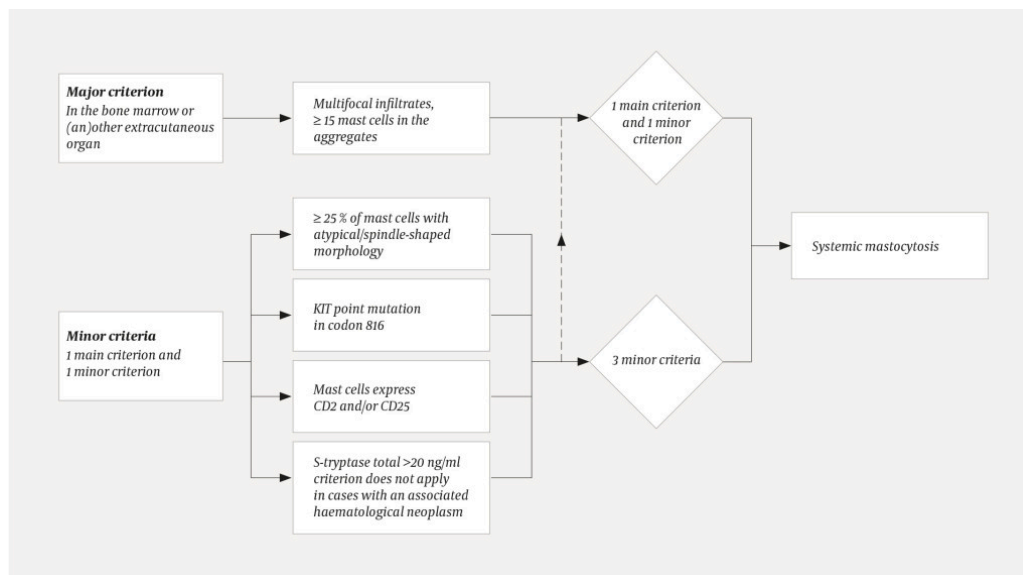 Major criterion
In the bone marrow or
(an)other extracutaneous
organ
Multifocal infiltrates,
≥ 15 mast cells in the
aggregates
1 main criterion
and 1 minor
criterion
≥ 25 % of mast cells with
atypical/spindle-shaped
morphology
Systemic mastocytosis
KIT point mutation
in codon 816
Minor criteria
1 main criterion and
1 minor criterion
3 minor criteria
Mast cells express
CD2 and/or CD25
S-tryptase total >20 ng/ml
criterion does not apply
in cases with an associated
haematological neoplasm